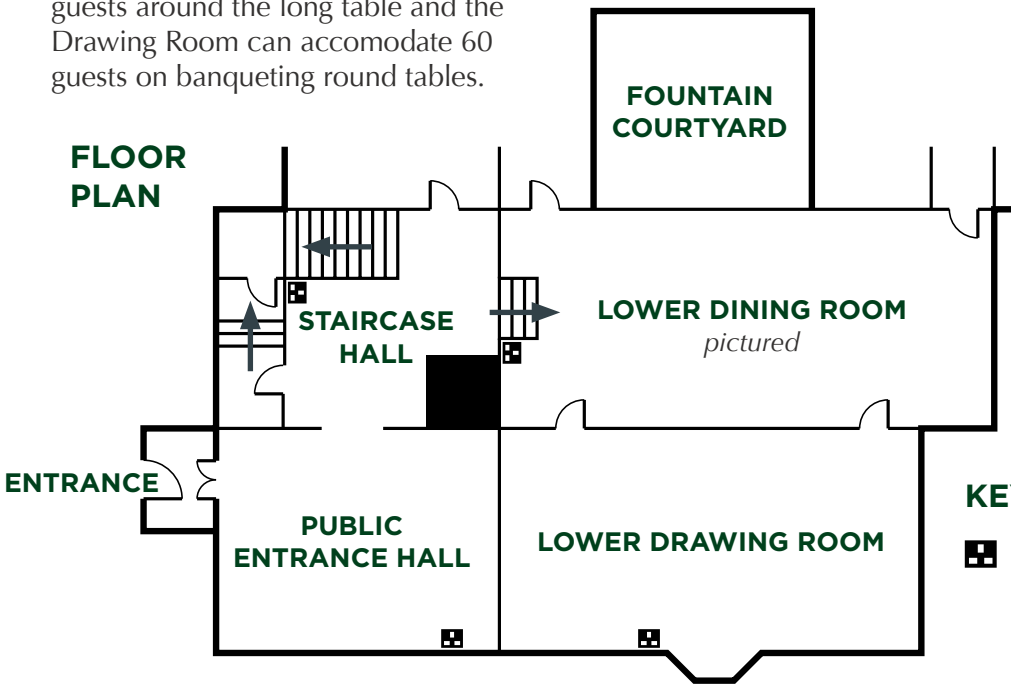 guests around the long table and the
Drawing Room can accomodate 60
guests on banqueting round tables.
FLOOR
PLAN
FOUNTAIN
COURTYARD
STAIRCASE
HALL
LOWER DINING ROOM
pictured
ENTRANCE
PUBLIC
ENTRANCE HALL
LOWER DRAWING ROOM